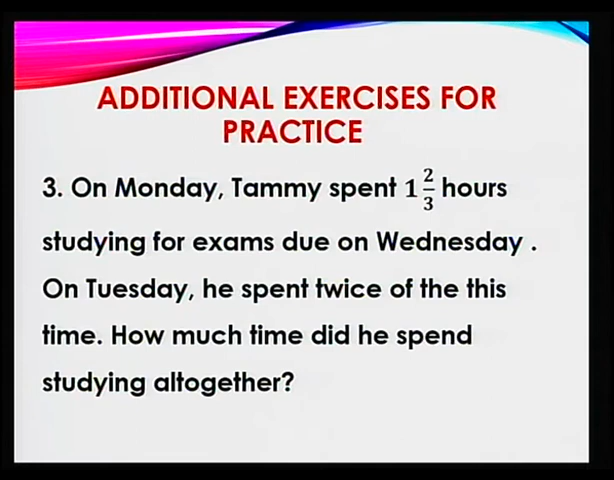 ADDITIONAL EXERCISES FOR
PRACTICE
3. On Monday, Tammy spent 1 2/3 hours
studying for exams due on Wednesday .
On Tuesday, he spent twice of the this
time. How much time did he spend
studying altogether?